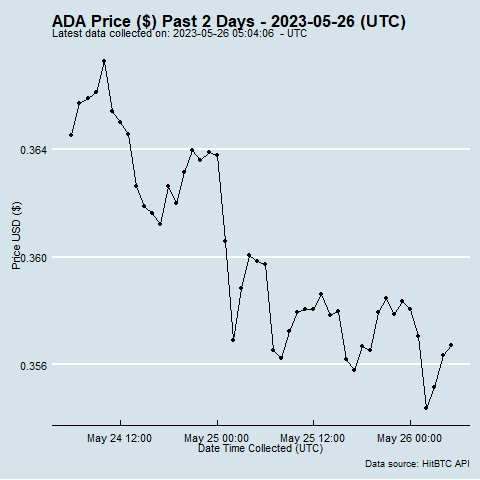 ADA Price ($) Past 2 Days - 2023-05-26 (UTC)
Latest data collected on: 2023-05-26 05:04:06  - UTC
0.364
0.360
0.356
Price USD ($)
May 24 12:00
May 25 00:00
May 25 12:00
May 26 00:00
Date Time Collected (UTC)
Data source: HitBTC API